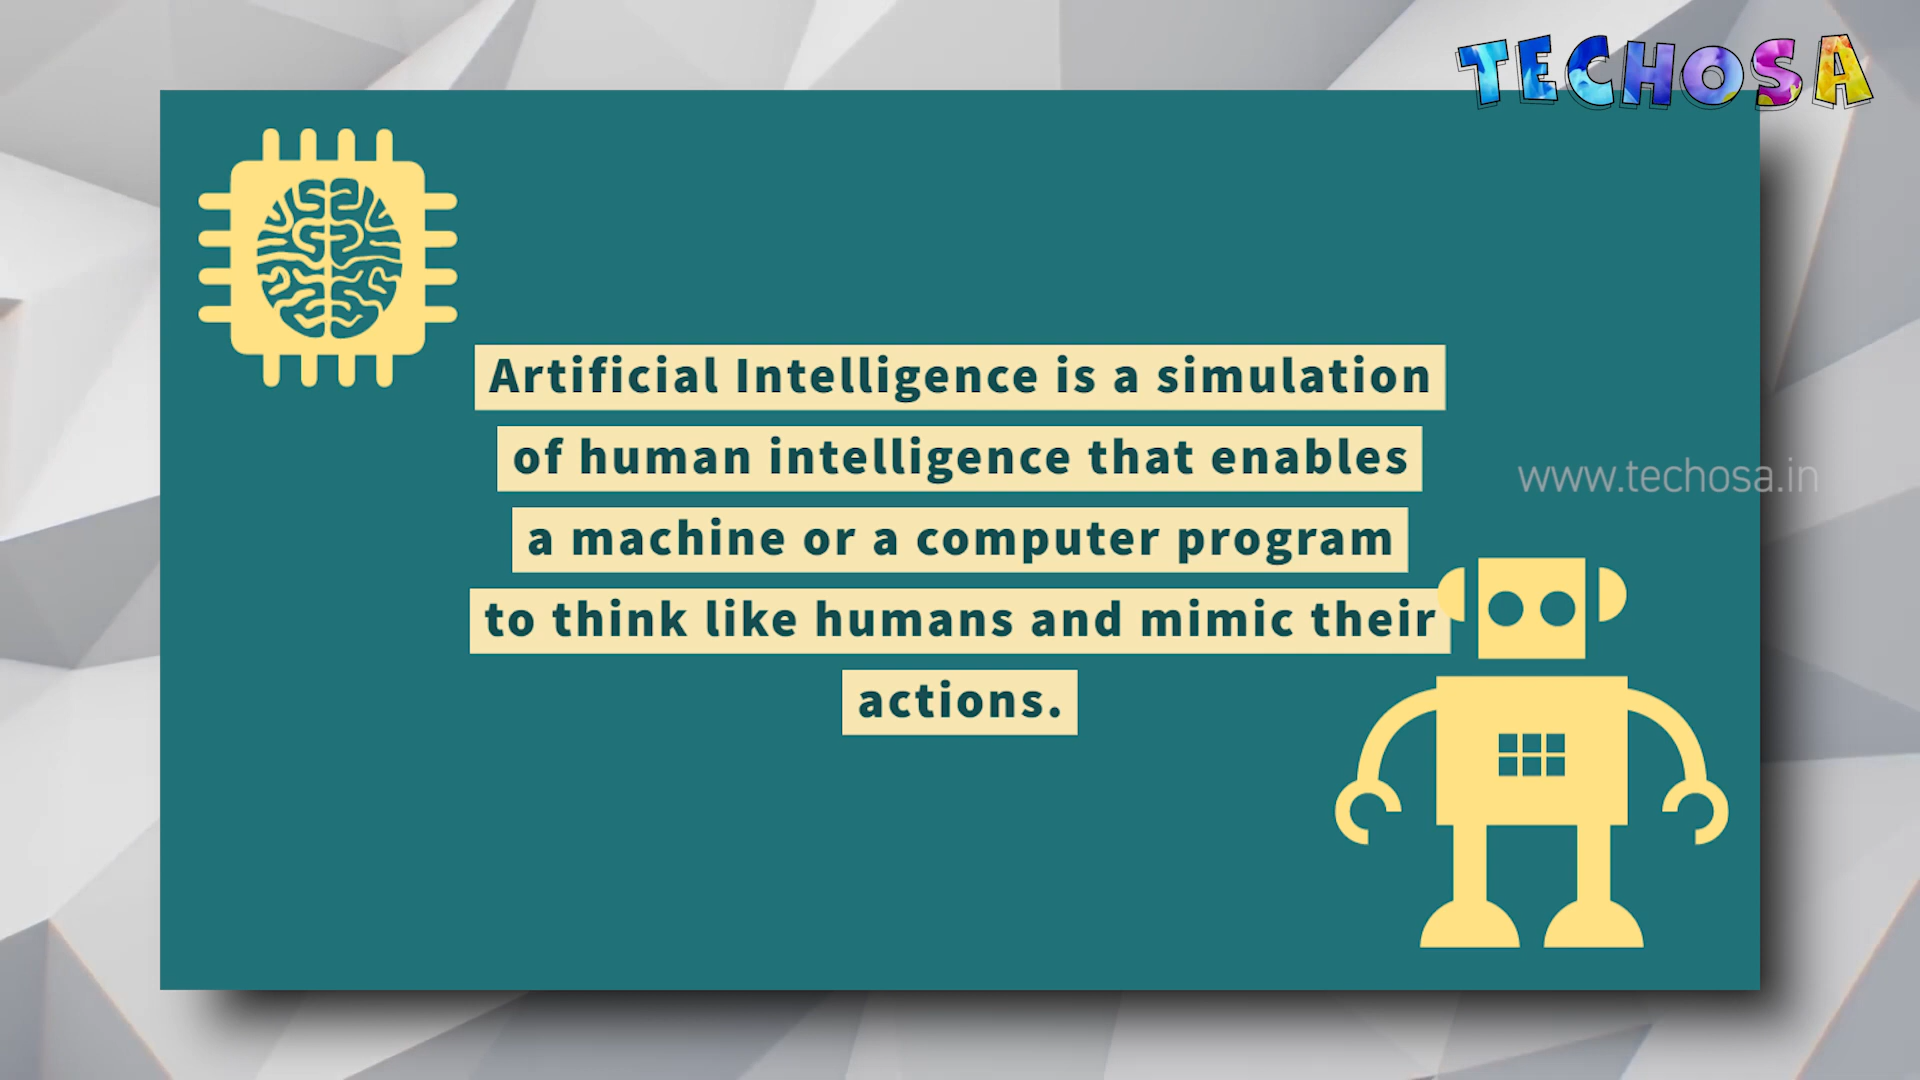 TECHOSA
Artificial Intelligence is a simulation
of human intelligence that enables
a machine or a computer program
to think like humans and mimic their
actions.
www.techosa.in